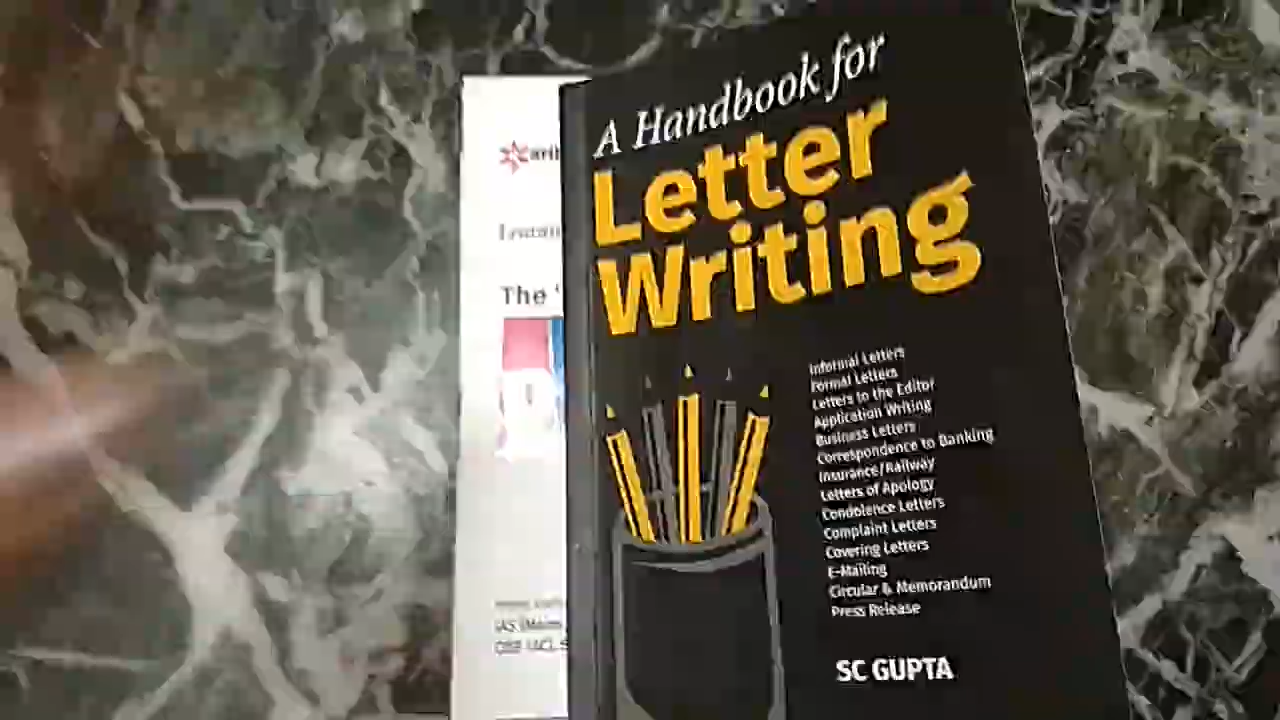 A Handbook for
Letter
Writing
Informal Letters
Formal Letters
Letters to the Editor
Application Writing
Business Letters
Correspondence to Banking
Insurance/Railway
Letters of Apology
Condolence Letters
Complaint Letters
Covering Letters
E-Mailing
Circular & Memorandum
Press Release
SC GUPTA
The